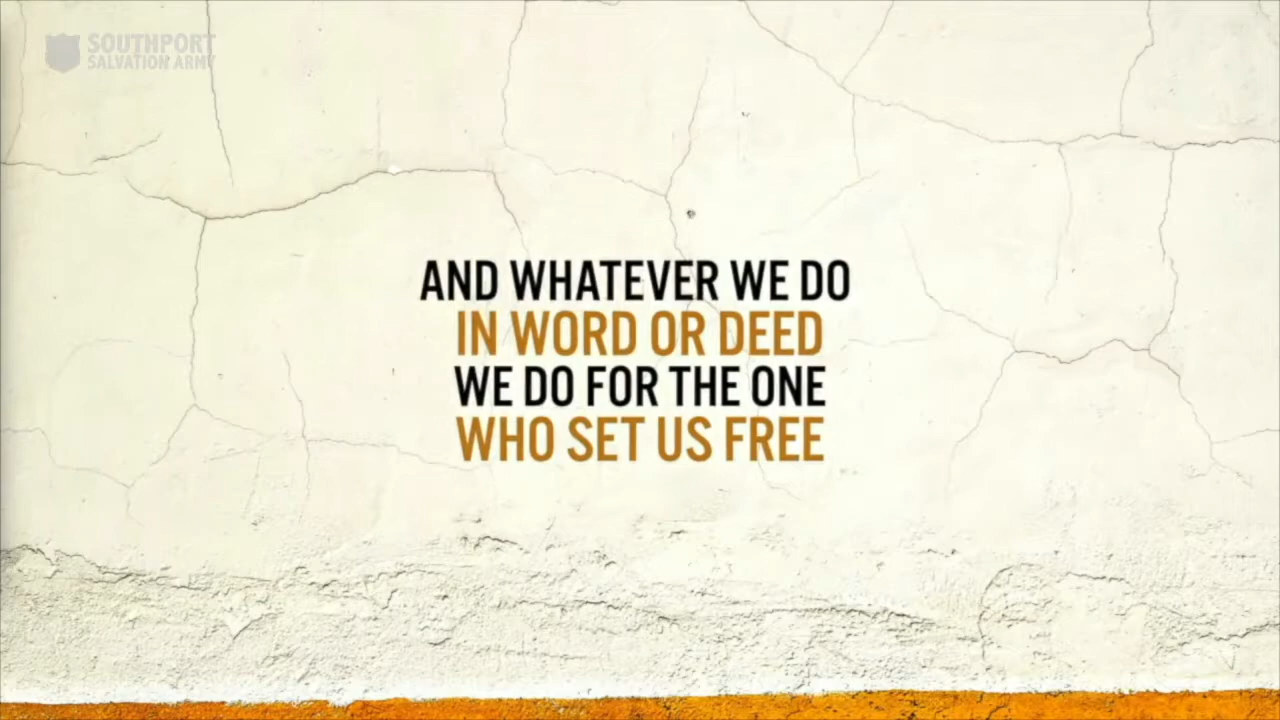 SOUTHPORT
SALVATION ARMY
AND WHATEVER WE DO
IN WORD OR DEED
WE DO FOR THE ONE
WHO SET US FREE